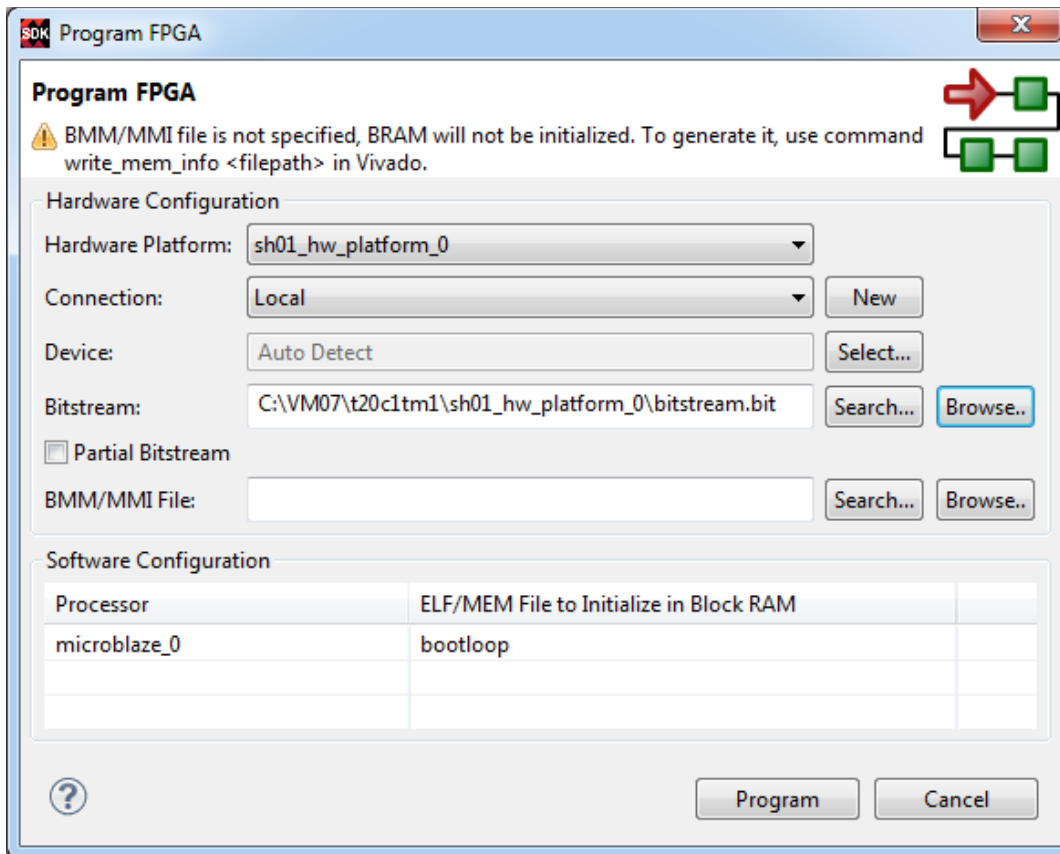 SDK Program FPGA
Program FPGA
BMM/MMI file is not specified, BRAM will not be initialized. To generate it, use command
write_mem_info <filepath> in Vivado.
Hardware Configuration
Hardware Platform: sh01_hw_platform_0
Connection: Local New
Device: Auto Detect Select...
Bitstream: C:\VM07\t20c1tm1\sh01_hw_platform_0\bitstream.bit Search... Browse..
Partial Bitstream
BMM/MMI File: Search... Browse..
Software Configuration
Processor ELF/MEM File to Initialize in Block RAM
microblaze_0 bootloop
? Program Cancel